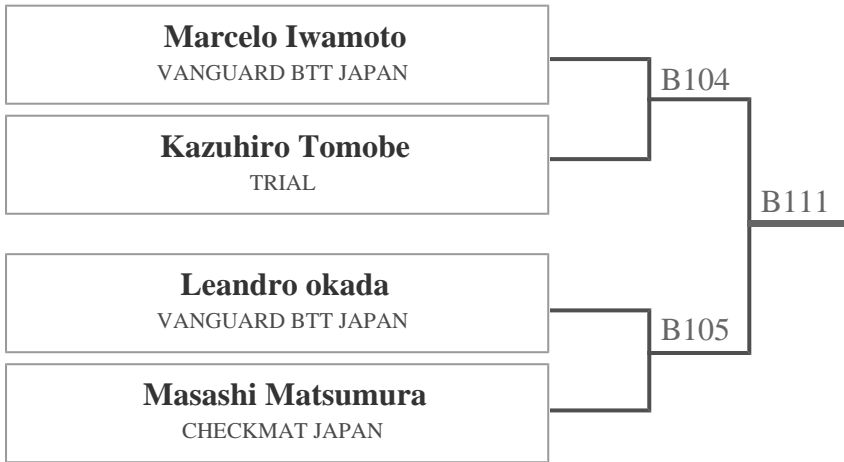 Marcelo Iwamoto
VANGUARD BTT JAPAN
B104
Kazuhiro Tomobe
TRIAL
B111
Leandro okada
VANGUARD BTT JAPAN
B105
Masashi Matsumura
CHECKMAT JAPAN